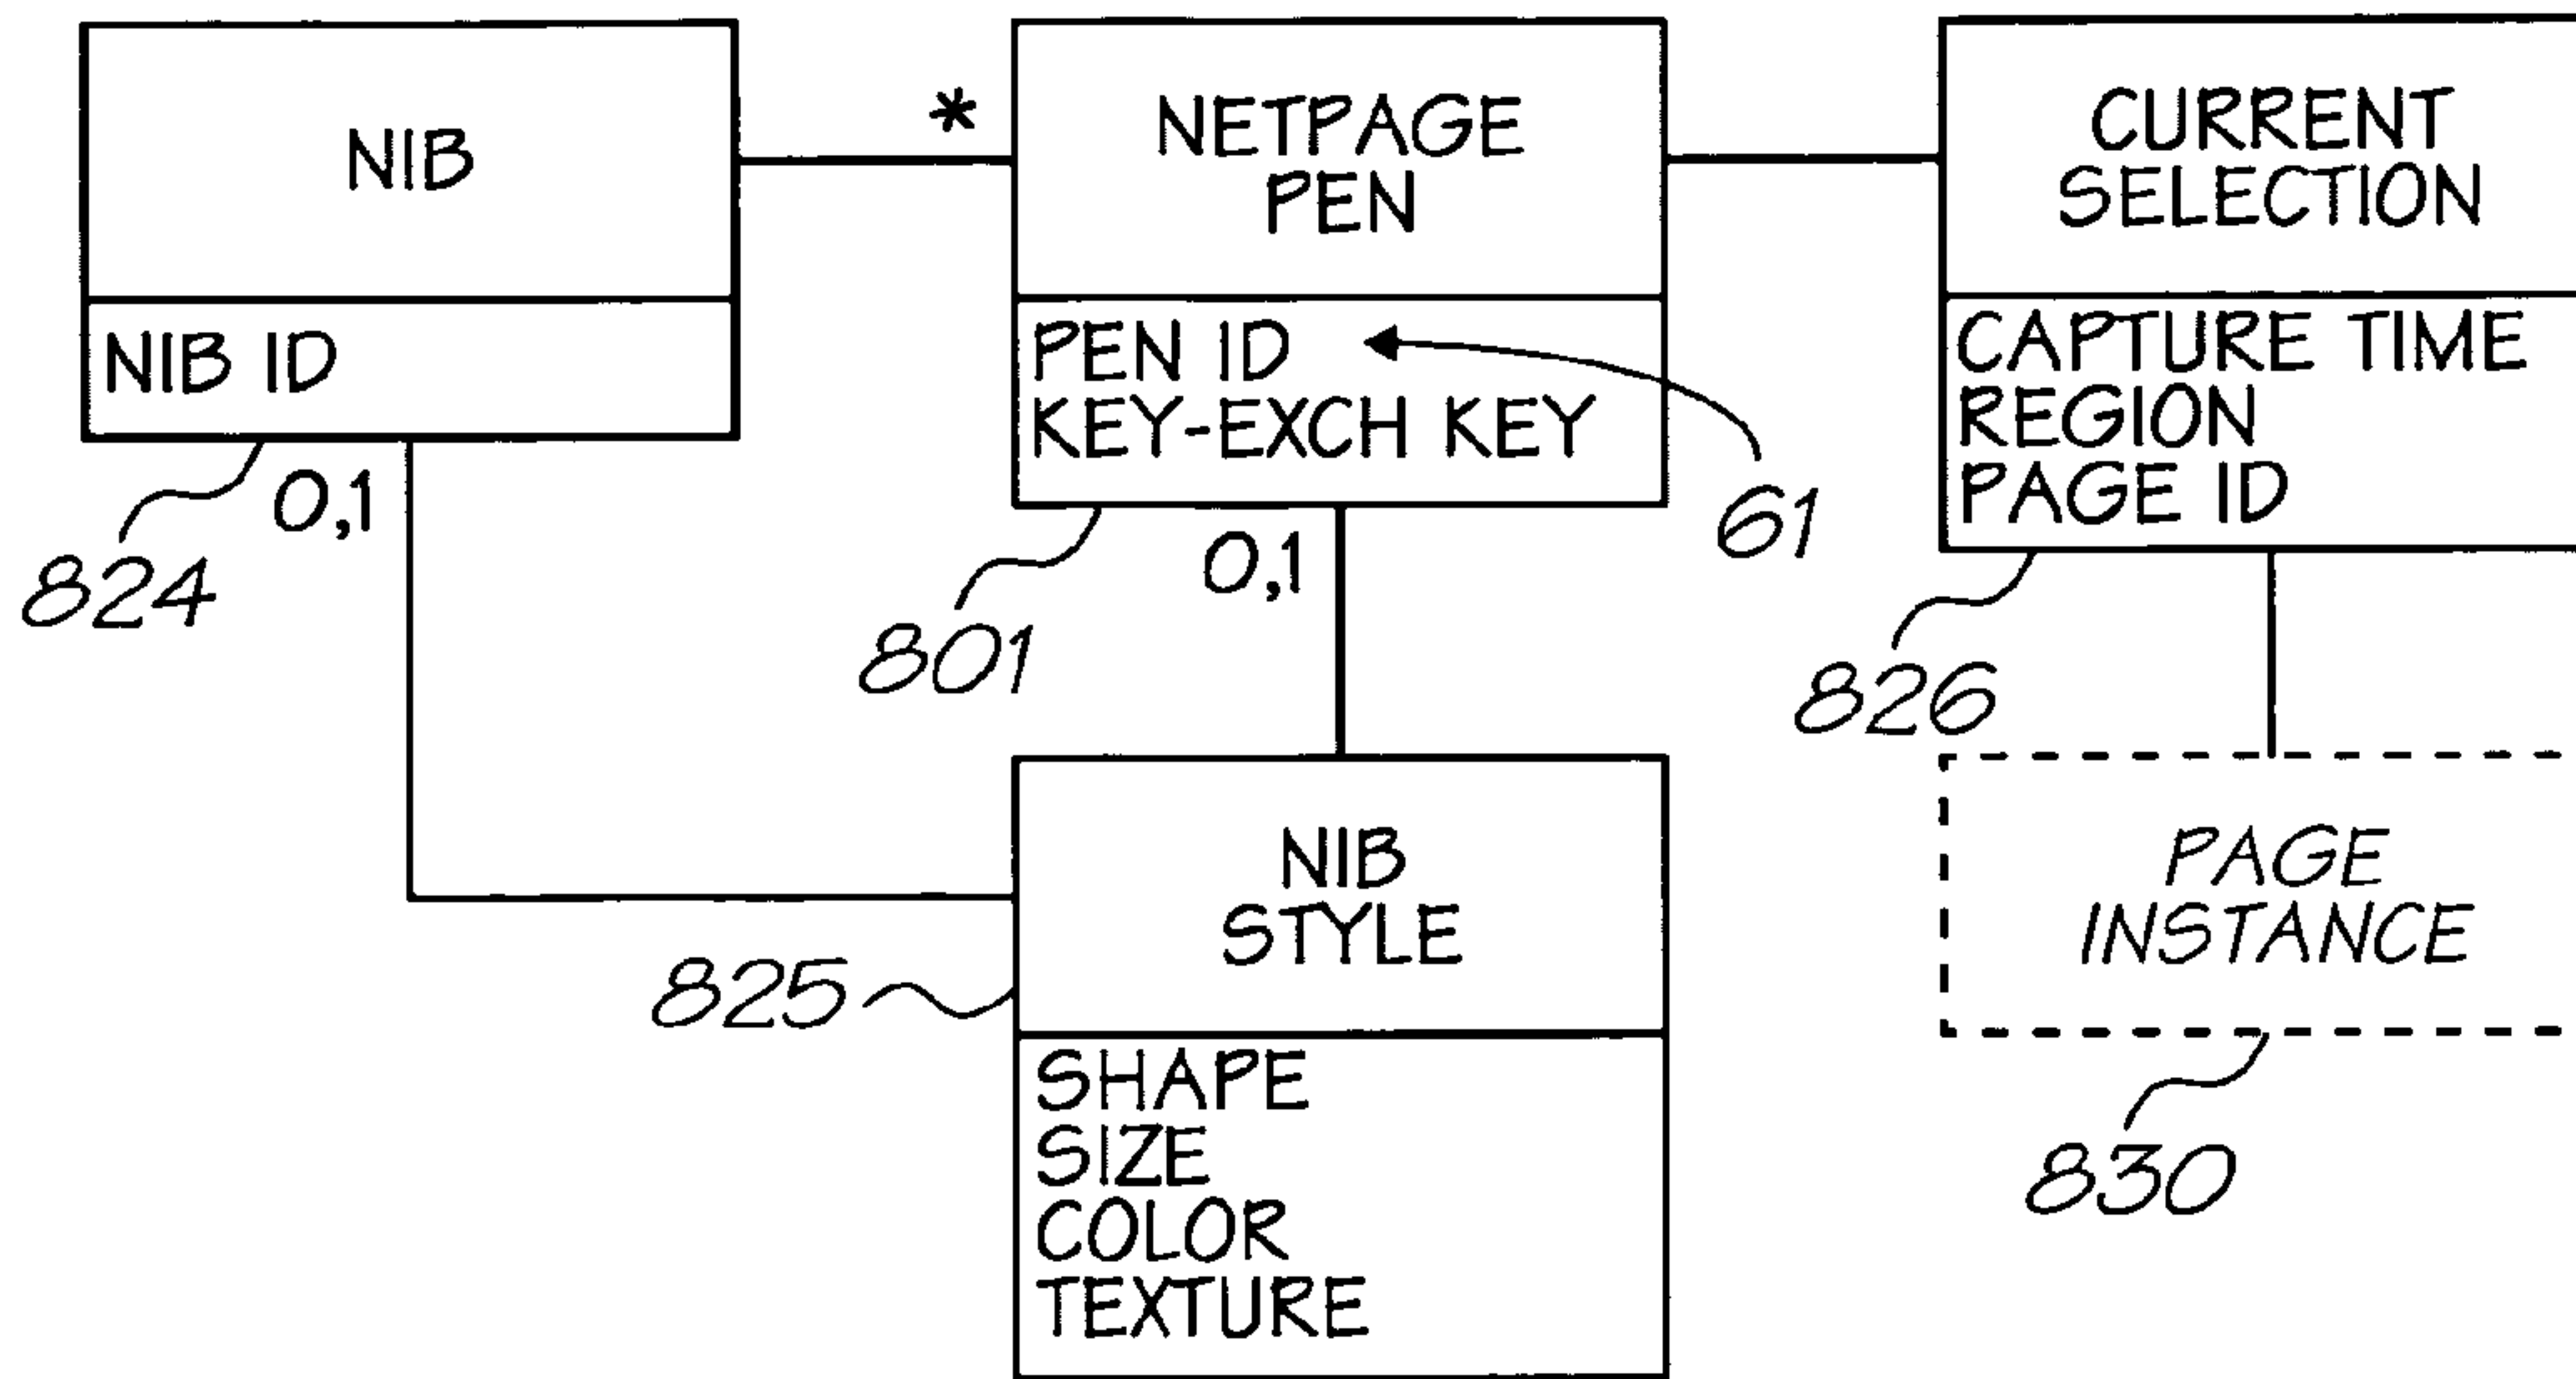 NIB
NIB ID
824
0,1
*
NETPAGE
PEN
PEN ID
KEY-EXCH KEY
801
0,1
61
CURRENT
SELECTION
CAPTURE TIME
REGION
PAGE ID
826
NIB
STYLE
825
SHAPE
SIZE
COLOR
TEXTURE
PAGE
INSTANCE
830